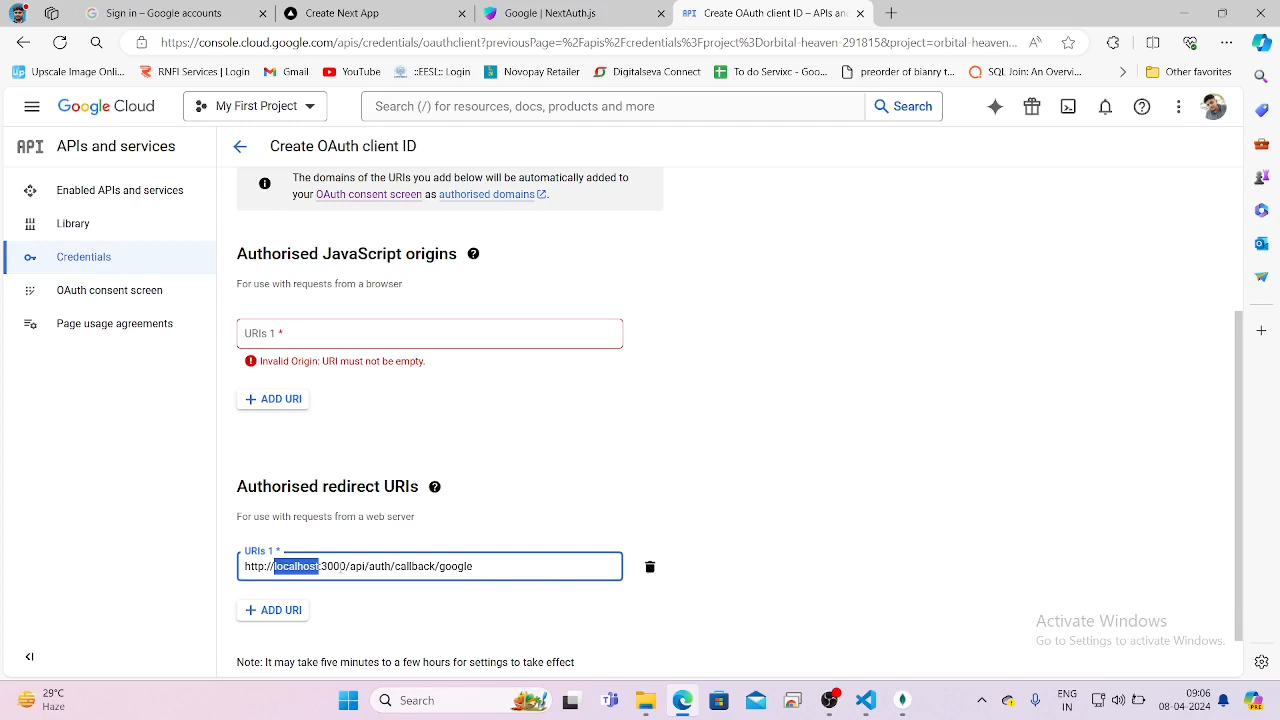 Sign in – Google accounts
Create Next App
Google | NextAuth.js
API Create OAuth client ID – APIs an
https://console.cloud.google.com/apis/credentials/oauthclient?previousPage=%2Fapis%2Fcredentials%3Fproject%3Dorbital-heaven-201815&project=orbital-heaven...
Upscale Image Onl...
RNFI Services | Login
Gmail
YouTube
::EESL:: Login
Novopay Retailer
Digitalseva Connect
To do servixc - Foo...
preorder of bianry t...
SQL Join an Overvi...
Other favorites
Google Cloud
My First Project
Search (/) for resources, docs, products and more
Search
API APIs and services
Create OAuth client ID
Enabled APIs and services
Library
Credentials
OAuth consent screen
Page usage agreements
The domains of the URIs you add below will be automatically added to
your OAuth consent screen as authorised domains.
Authorised JavaScript origins
For use with requests from a browser
URIs 1 *
Invalid Origin: URI must not be empty.
+ ADD URI
Authorised redirect URIs
For use with requests from a web server
URIs 1 *
http://localhost:3000/api/auth/callback/google
+ ADD URI
Note: It may take five minutes to a few hours for settings to take effect
Activate Windows
Go to Settings to activate Windows.
29°C
Haze
Search
ENG
IN
09:06
08-04-2024